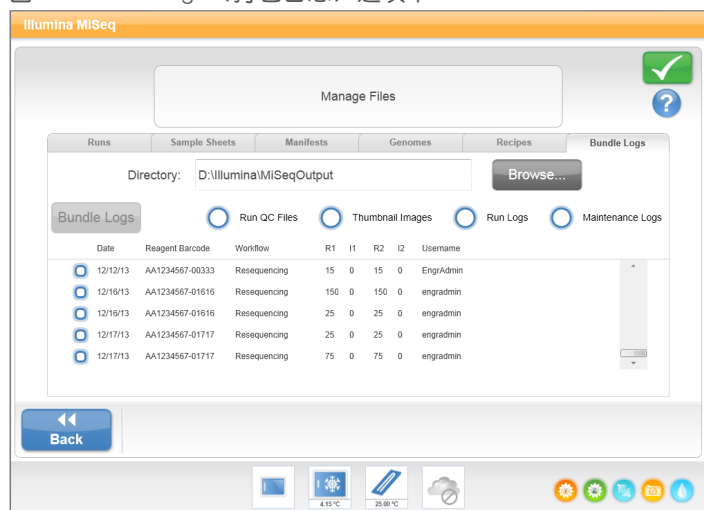 Illumina MiSeq
Manage Files
Runs Sample Sheets Manifests Genomes Recipes Bundle Logs
Directory: D:\Illumina\MiSeqOutput Browse...
Bundle Logs Run QC Files Thumbnail Images Run Logs Maintenance Logs
Date Reagent Barcode Workflow R1 I1 R2 I2 Username
12/12/13 AA1234567-00333 Resequencing 15 0 15 0 EngrAdmin
12/16/13 AA1234567-01616 Resequencing 150 0 150 0 engradmin
12/16/13 AA1234567-01616 Resequencing 25 0 25 0 engradmin
12/17/13 AA1234567-01717 Resequencing 25 0 25 0 engradmin
12/17/13 AA1234567-01717 Resequencing 75 0 75 0 engradmin
Back
4.15 °C 25.00 °C